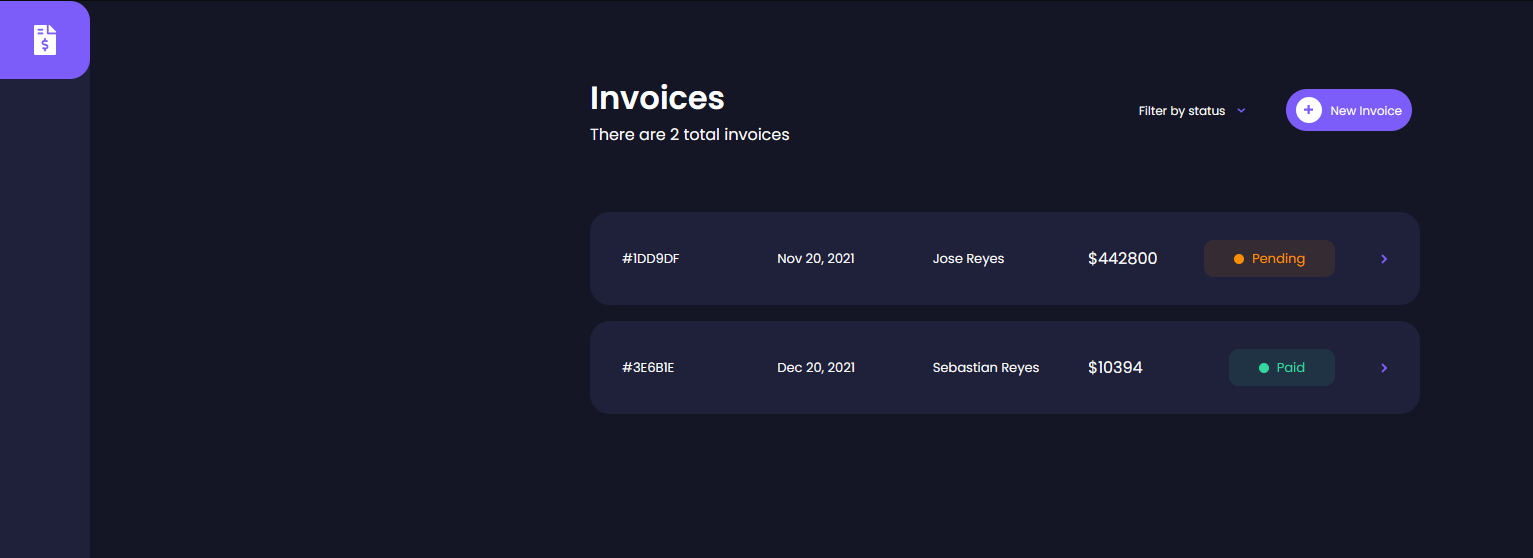 $
Invoices
There are 2 total invoices
Filter by status
+ New Invoice
#1DD9DF Nov 20, 2021 Jose Reyes $442800 Pending
#3E6B1E Dec 20, 2021 Sebastian Reyes $10394 Paid